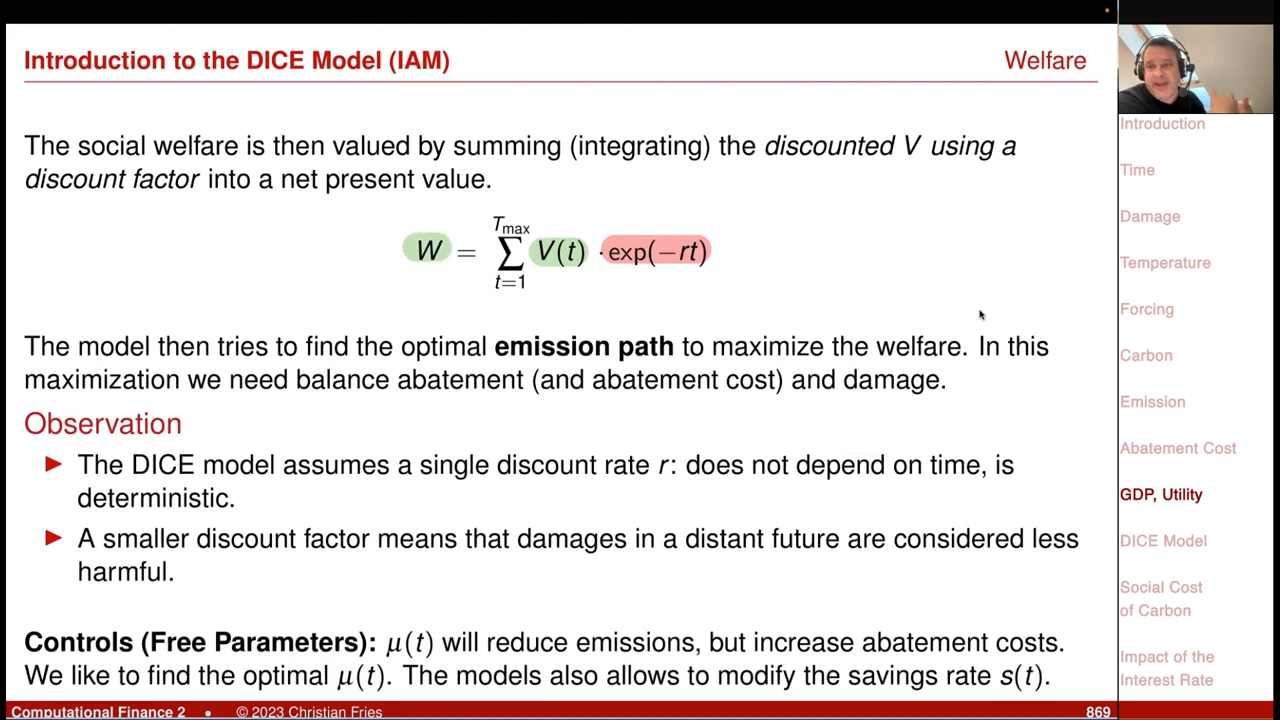 Introduction to the DICE Model (IAM)
Welfare
The social welfare is then valued by summing (integrating) the discounted V using a
discount factor into a net present value.
W = ∑_{t=1}^{T_max} V(t) · exp(−rt)
The model then tries to find the optimal emission path to maximize the welfare. In this
maximization we need balance abatement (and abatement cost) and damage.
Observation
▶ The DICE model assumes a single discount rate r: does not depend on time, is
deterministic.
▶ A smaller discount factor means that damages in a distant future are considered less
harmful.
Controls (Free Parameters): μ(t) will reduce emissions, but increase abatement costs.
We like to find the optimal μ(t). The models also allows to modify the savings rate s(t).
Computational Finance 2 • © 2023 Christian Fries
869
Introduction
Time
Damage
Temperature
Forcing
Carbon
Emission
Abatement Cost
GDP, Utility
DICE Model
Social Cost
of Carbon
Impact of the
Interest Rate